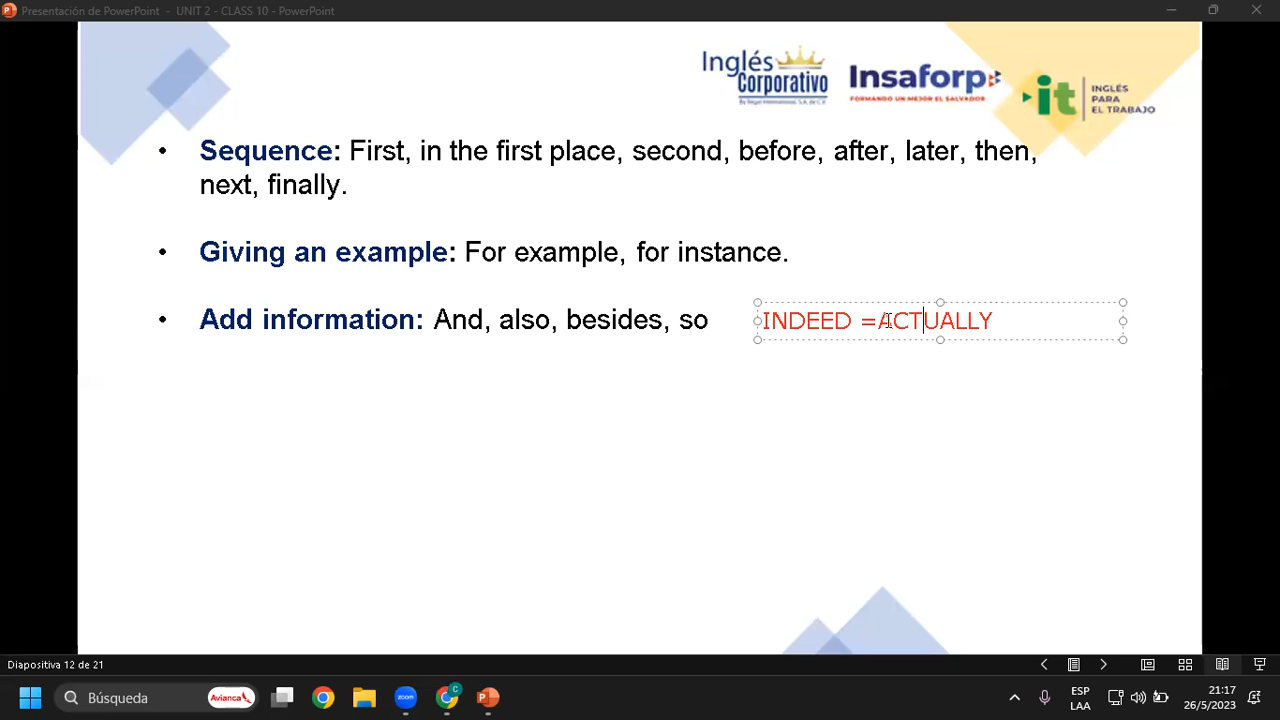 Presentación de PowerPoint - UNIT 2 - CLASS 10 - PowerPoint
Inglés
Corporativo
Insaforp
FORMANDO UN MEJOR EL SALVADOR
it
INGLÉS
PARA
EL TRABAJO
• Sequence: First, in the first place, second, before, after, later, then,
next, finally.
• Giving an example: For example, for instance.
• Add information: And, also, besides, so
INDEED =ACTUALLY
Diapositiva 12 de 21
Búsqueda
Avianca
zoom
C
ESP
LAA
21:17
26/5/2023